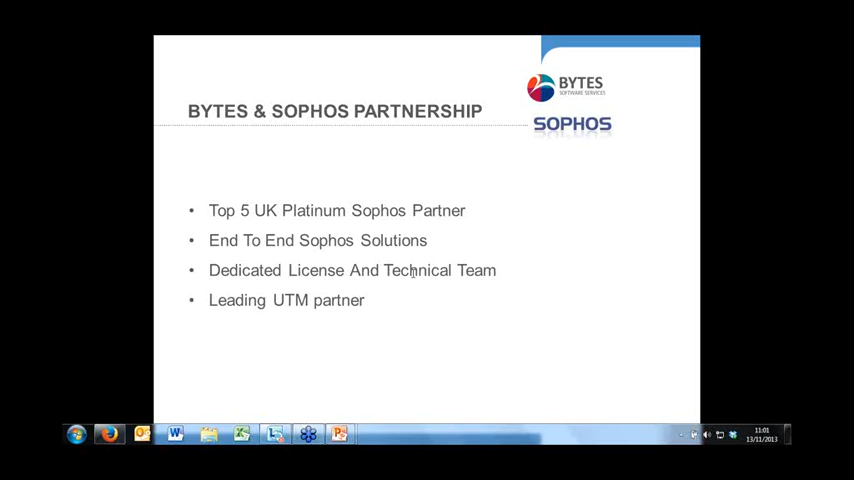 BYTES
SOFTWARE SERVICES
BYTES & SOPHOS PARTNERSHIP
SOPHOS
• Top 5 UK Platinum Sophos Partner
• End To End Sophos Solutions
• Dedicated License And Technical Team
• Leading UTM partner
11:01
13/11/2013